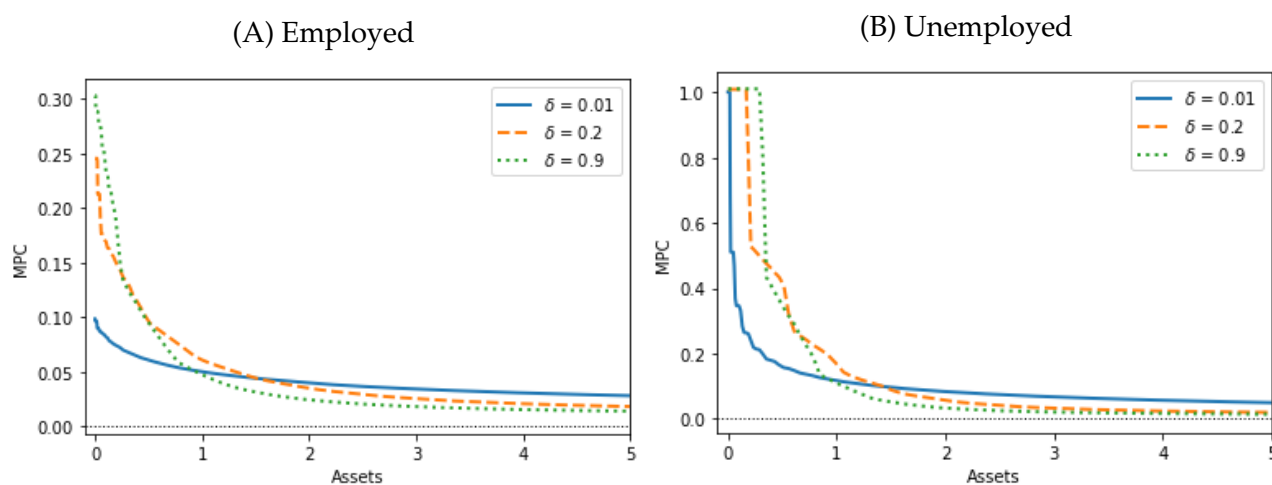 (A) Employed
0.30
0.25
0.20
0.15
0.10
0.05
0.00
MPC
δ = 0.01
δ = 0.2
δ = 0.9
0 1 2 3 4 5
Assets
(B) Unemployed
1.0
0.8
0.6
0.4
0.2
0.0
MPC
δ = 0.01
δ = 0.2
δ = 0.9
0 1 2 3 4 5
Assets